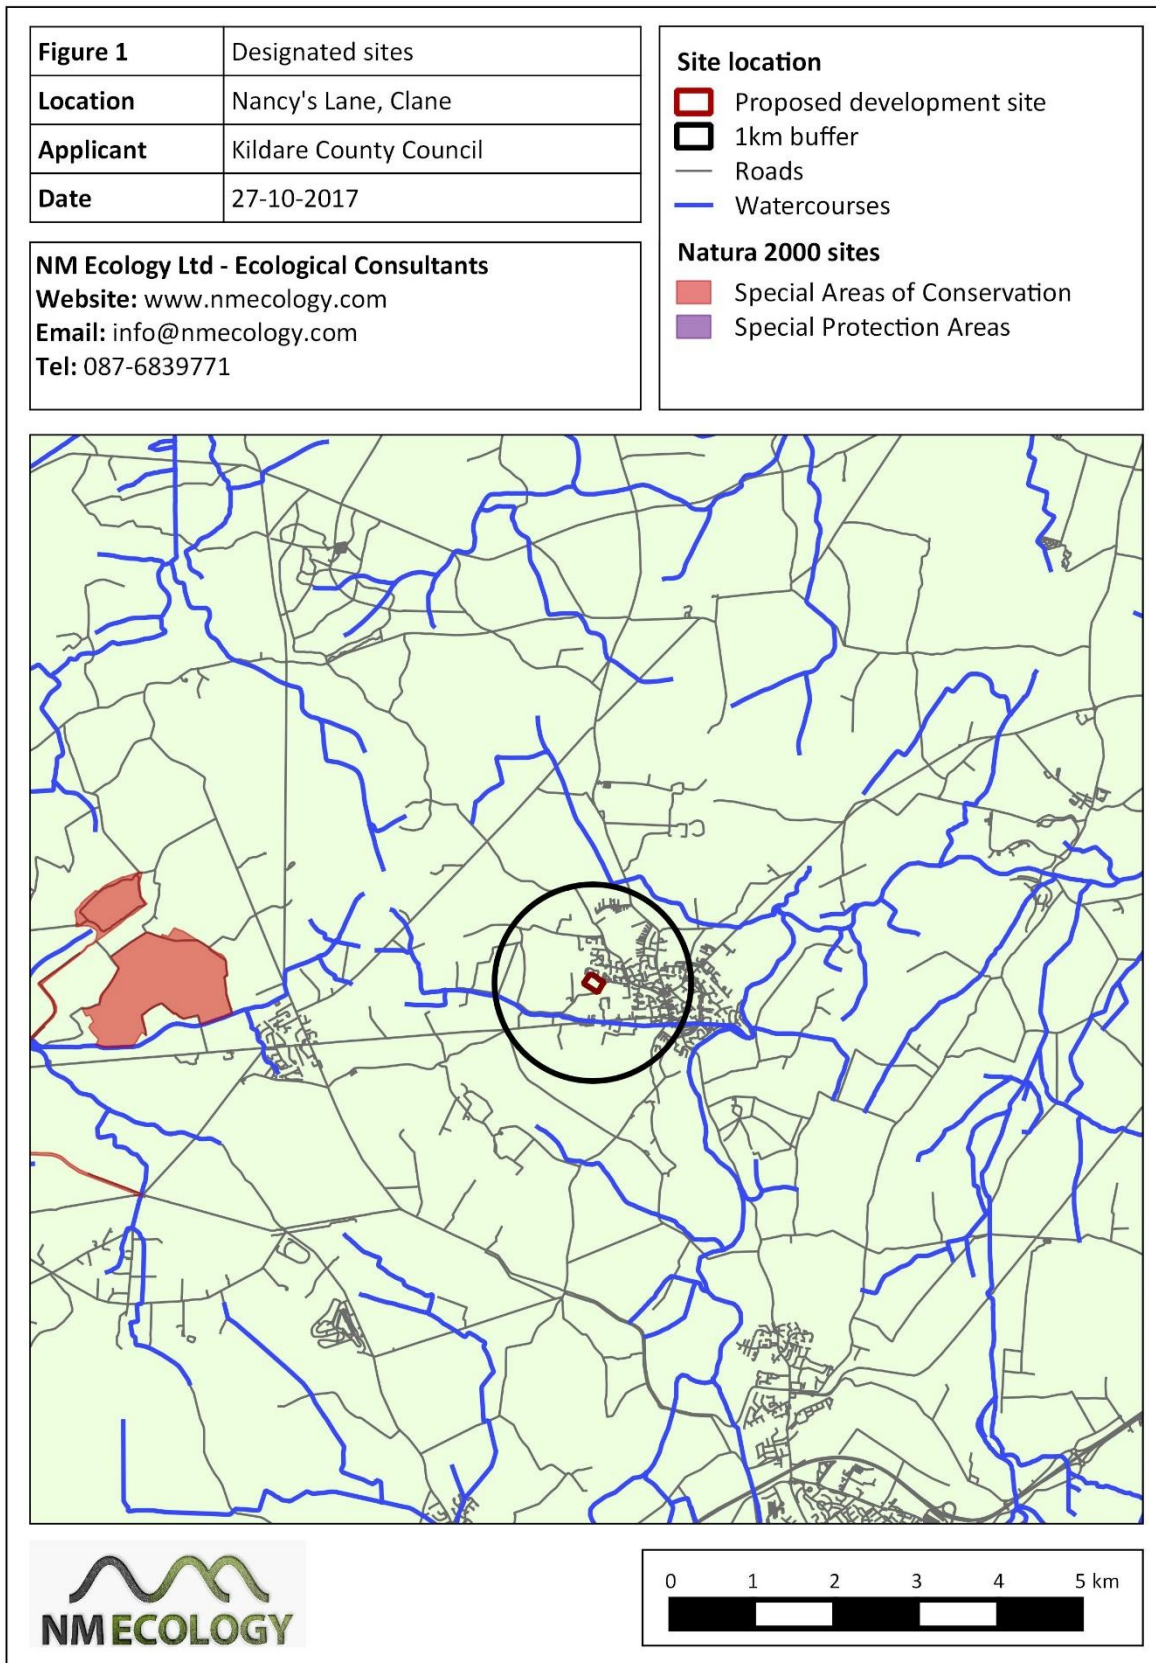 Figure 1 Designated sites
Location Nancy's Lane, Clane
Applicant Kildare County Council
Date 27-10-2017
NM Ecology Ltd - Ecological Consultants
Website: www.nmecology.com
Email: info@nmecology.com
Tel: 087-6839771
Site location
Proposed development site
1km buffer
Roads
Watercourses
Natura 2000 sites
Special Areas of Conservation
Special Protection Areas
NM ECOLOGY
0 1 2 3 4 5 km